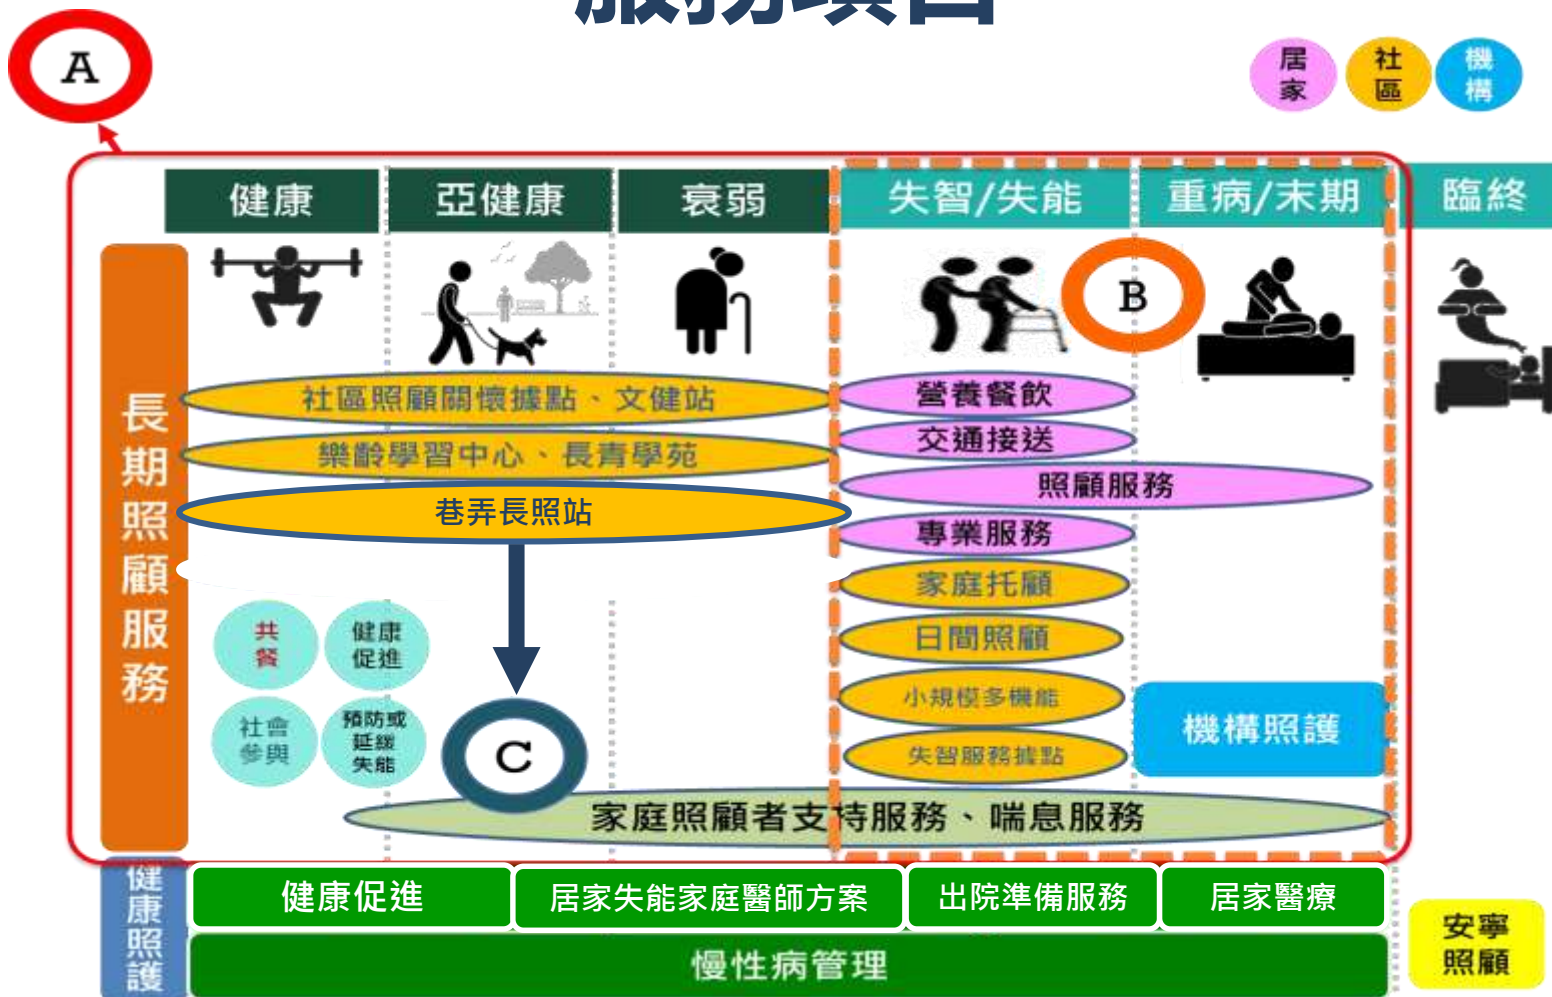 服務項目
A
居家
社區
機構
健康
亞健康
衰弱
失智/失能
重病/末期
臨終
B
長期照顧服務
社區照顧關懷據點、文健站
樂齡學習中心、長青學苑
巷弄長照站
營養餐飲
交通接送
照顧服務
專業服務
家庭托顧
日間照顧
小規模多機能
失智服務據點
機構照護
共餐
健康
促進
社會
參與
預防或
延緩
失能
C
家庭照顧者支持服務、喘息服務
健康照護
健康促進
居家失能家庭醫師方案
出院準備服務
居家醫療
慢性病管理
安寧
照顧